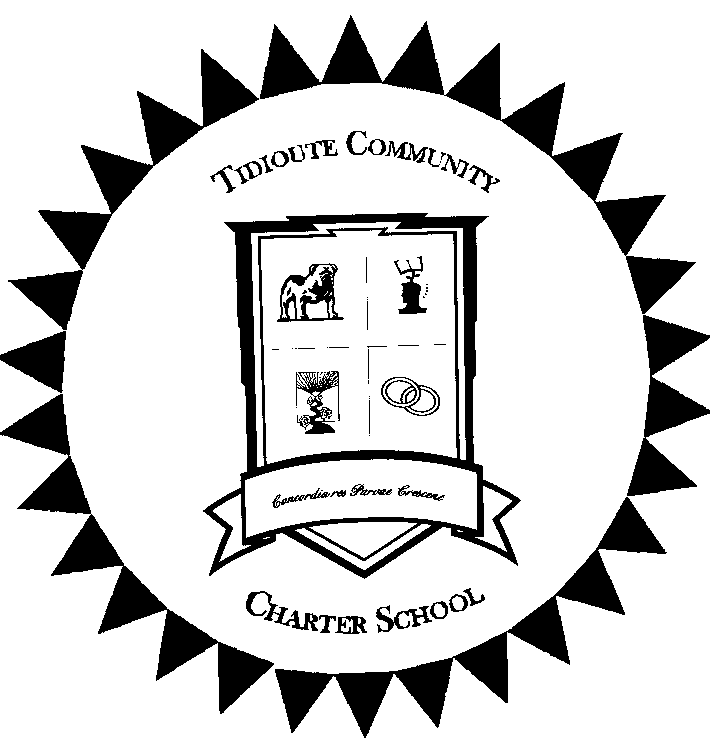 TIDIOUTE COMMUNITY
Concordia res Parvae Crescent
CHARTER SCHOOL